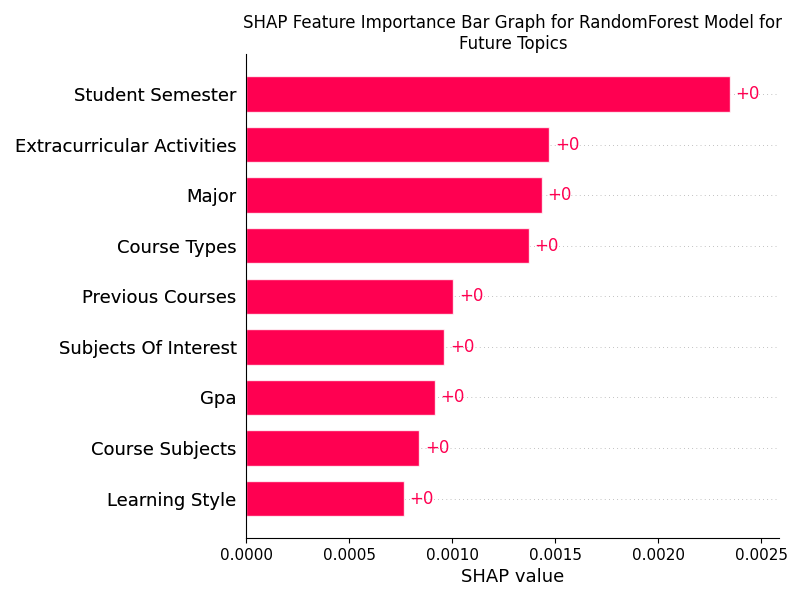 SHAP Feature Importance Bar Graph for RandomForest Model for
Future Topics
Student Semester
+0
Extracurricular Activities
+0
Major
+0
Course Types
+0
Previous Courses
+0
Subjects Of Interest
+0
Gpa
+0
Course Subjects
+0
Learning Style
+0
0.0000 0.0005 0.0010 0.0015 0.0020 0.0025
SHAP value